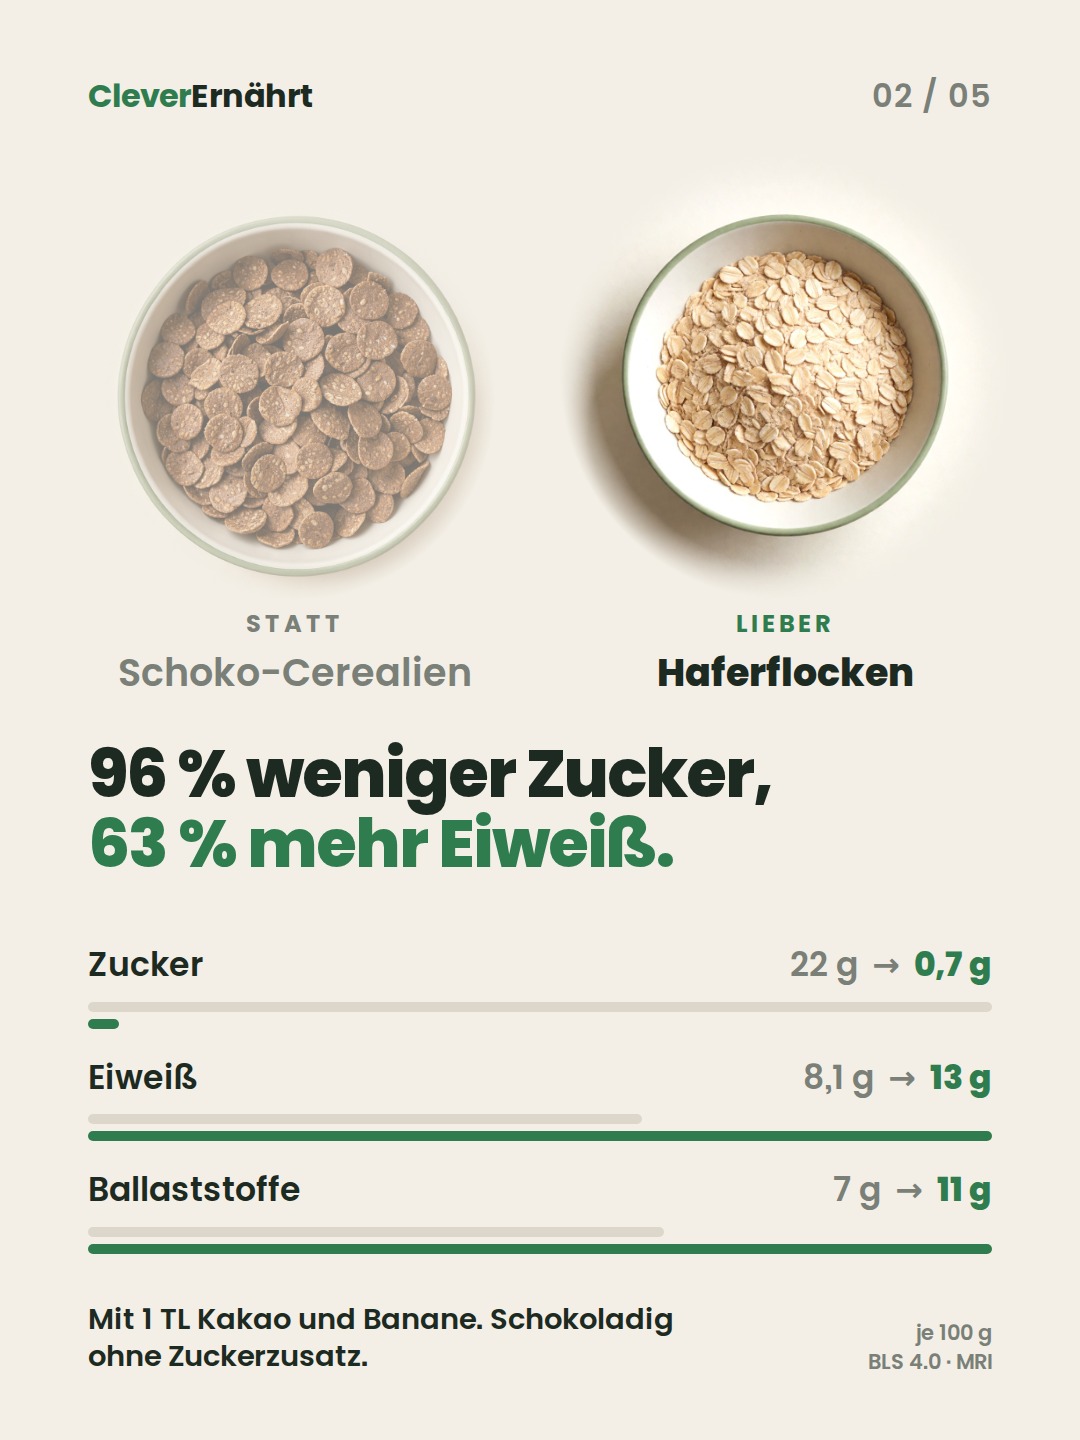 CleverErnährt
02 / 05
STATT
Schoko-Cerealien
LIEBER
Haferflocken
96 % weniger Zucker,
63 % mehr Eiweiß.
Zucker
22 g → 0,7 g
Eiweiß
8,1 g → 13 g
Ballaststoffe
7 g → 11 g
Mit 1 TL Kakao und Banane. Schokoladig
ohne Zuckerzusatz.
je 100 g
BLS 4.0 · MRI